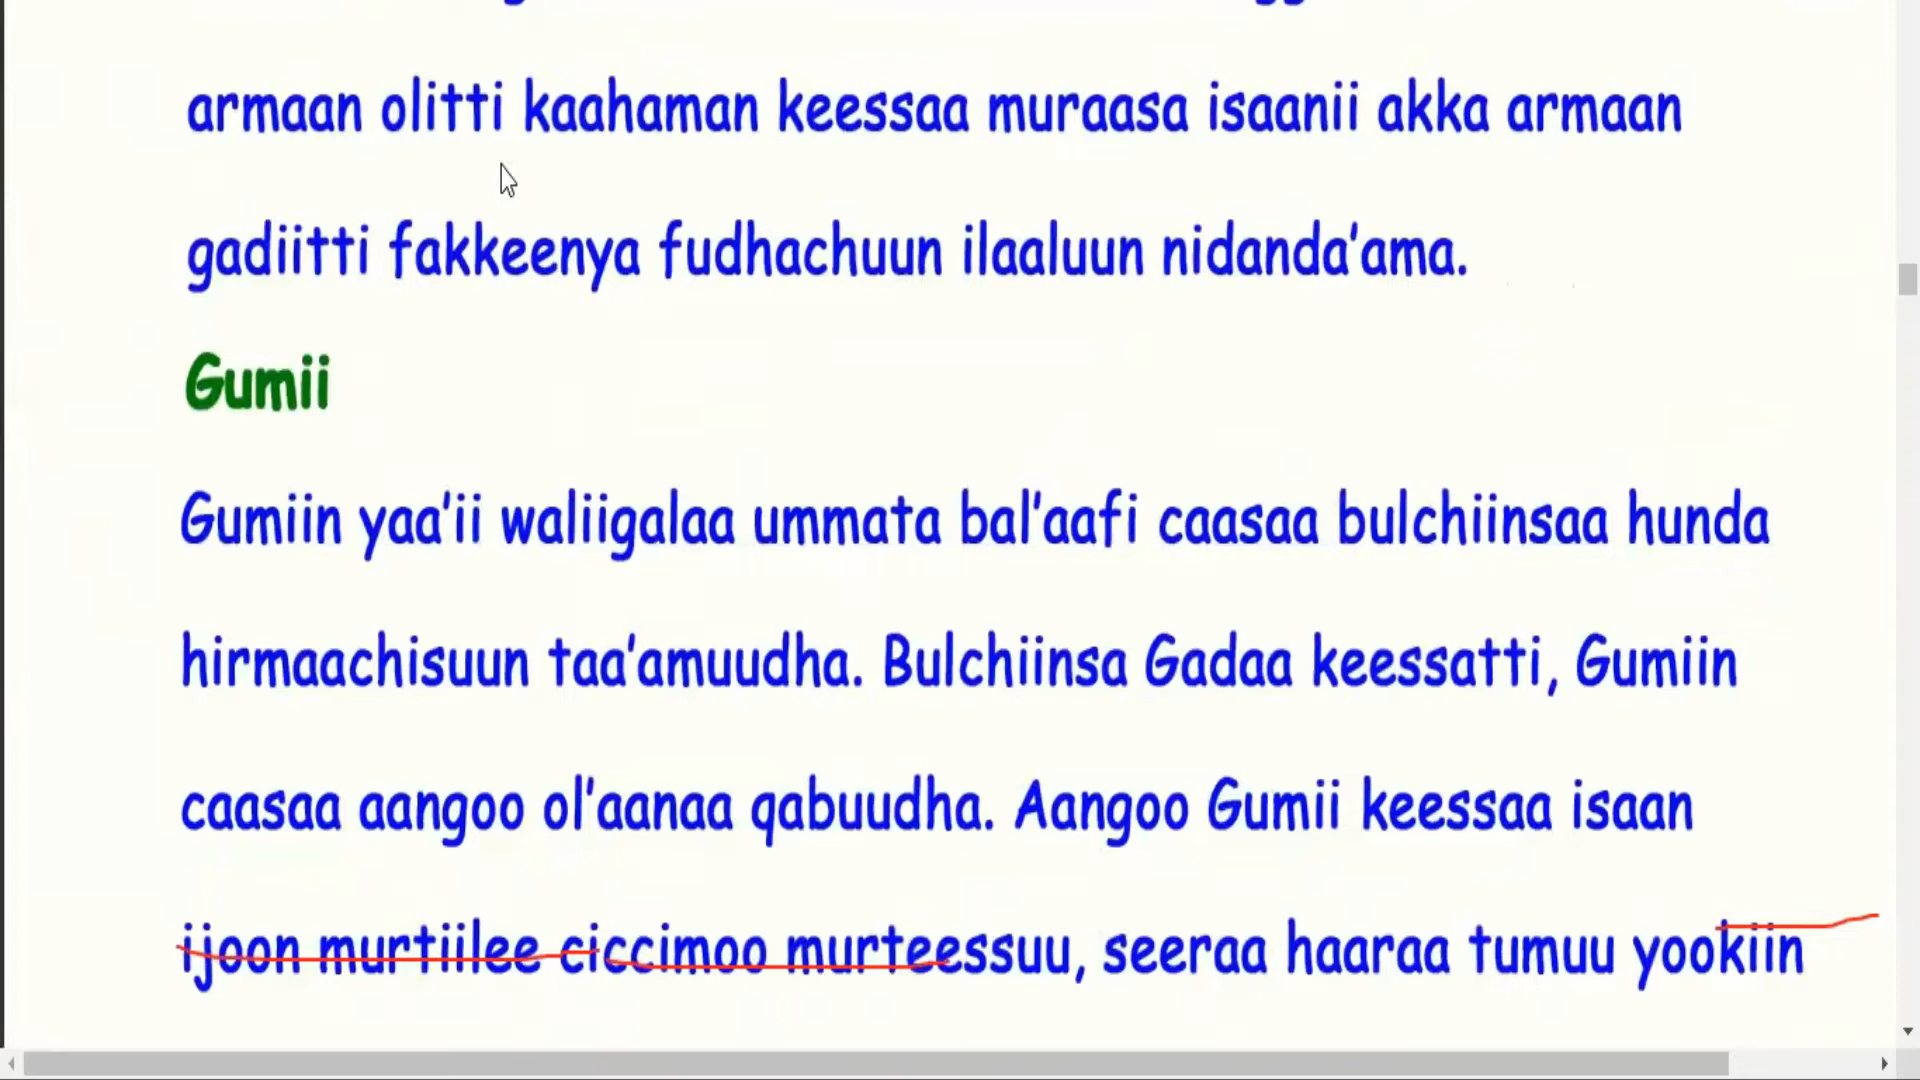 armaan olitti kaahaman keessaa muraasa isaanii akka armaan
gadiitti fakkeenya fudhachuun ilaaluun nidanda'ama.
Gumii
Gumiin yaa'ii waliigalaa ummata bal'aafi caasaa bulchiinsaa hunda
hirmaachisuun taa'amuudha. Bulchiinsa Gadaa keessatti, Gumiin
caasaa aangoo ol'aanaa qabuudha. Aangoo Gumii keessaa isaan
ijoon murtiilee ciccimoo murteessuu, seeraa haaraa tumuu yookiin